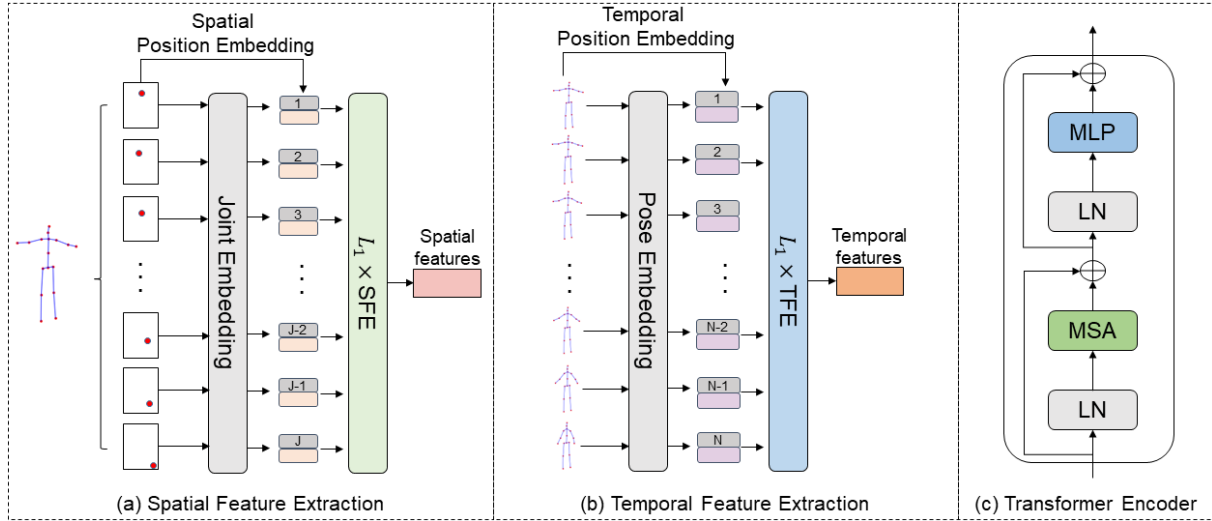 Spatial
Position Embedding
1
2
3
. . .
. . .
J-2
J-1
J
Joint Embedding
L₁ × SFE
Spatial
features
(a) Spatial Feature Extraction
Temporal
Position Embedding
1
2
3
. . .
. . .
N-2
N-1
N
Pose Embedding
L₁ × TFE
Temporal
features
(b) Temporal Feature Extraction
MLP
LN
MSA
LN
(c) Transformer Encoder